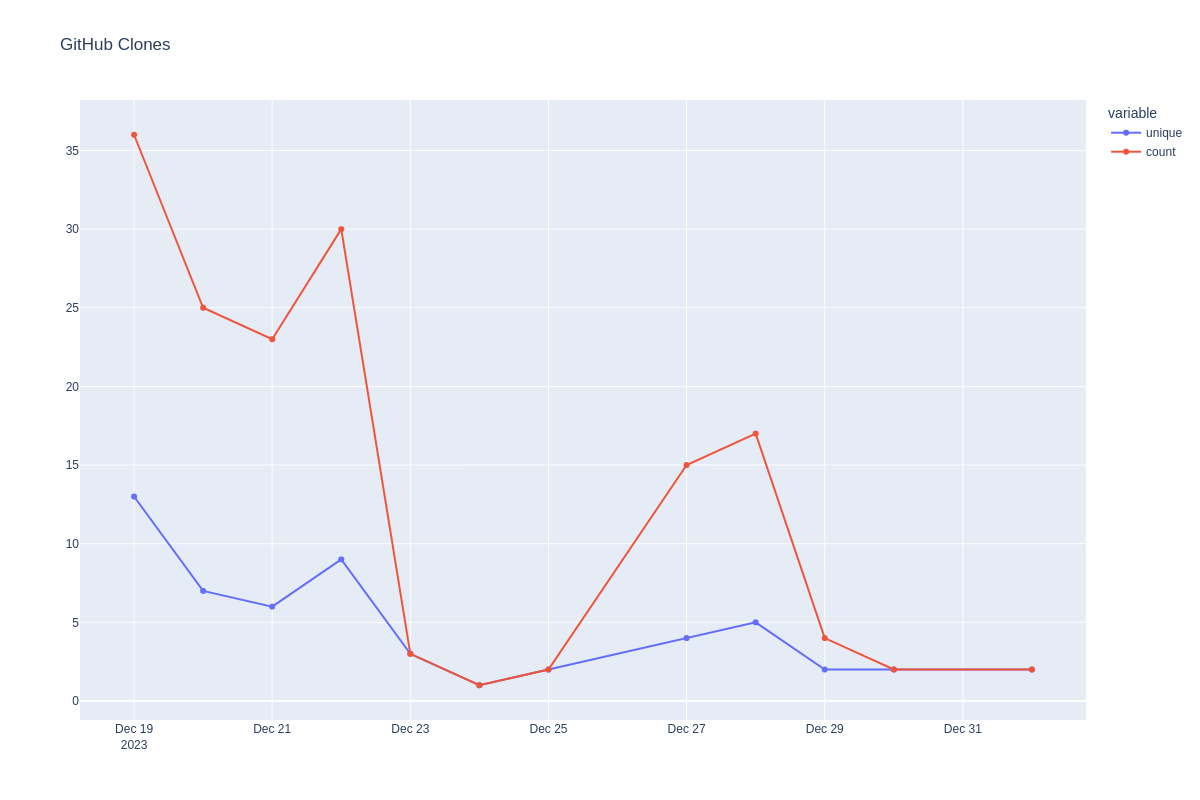 GitHub Clones
variable
unique
count
35
30
25
20
15
10
5
0
Dec 19
2023
Dec 21
Dec 23
Dec 25
Dec 27
Dec 29
Dec 31